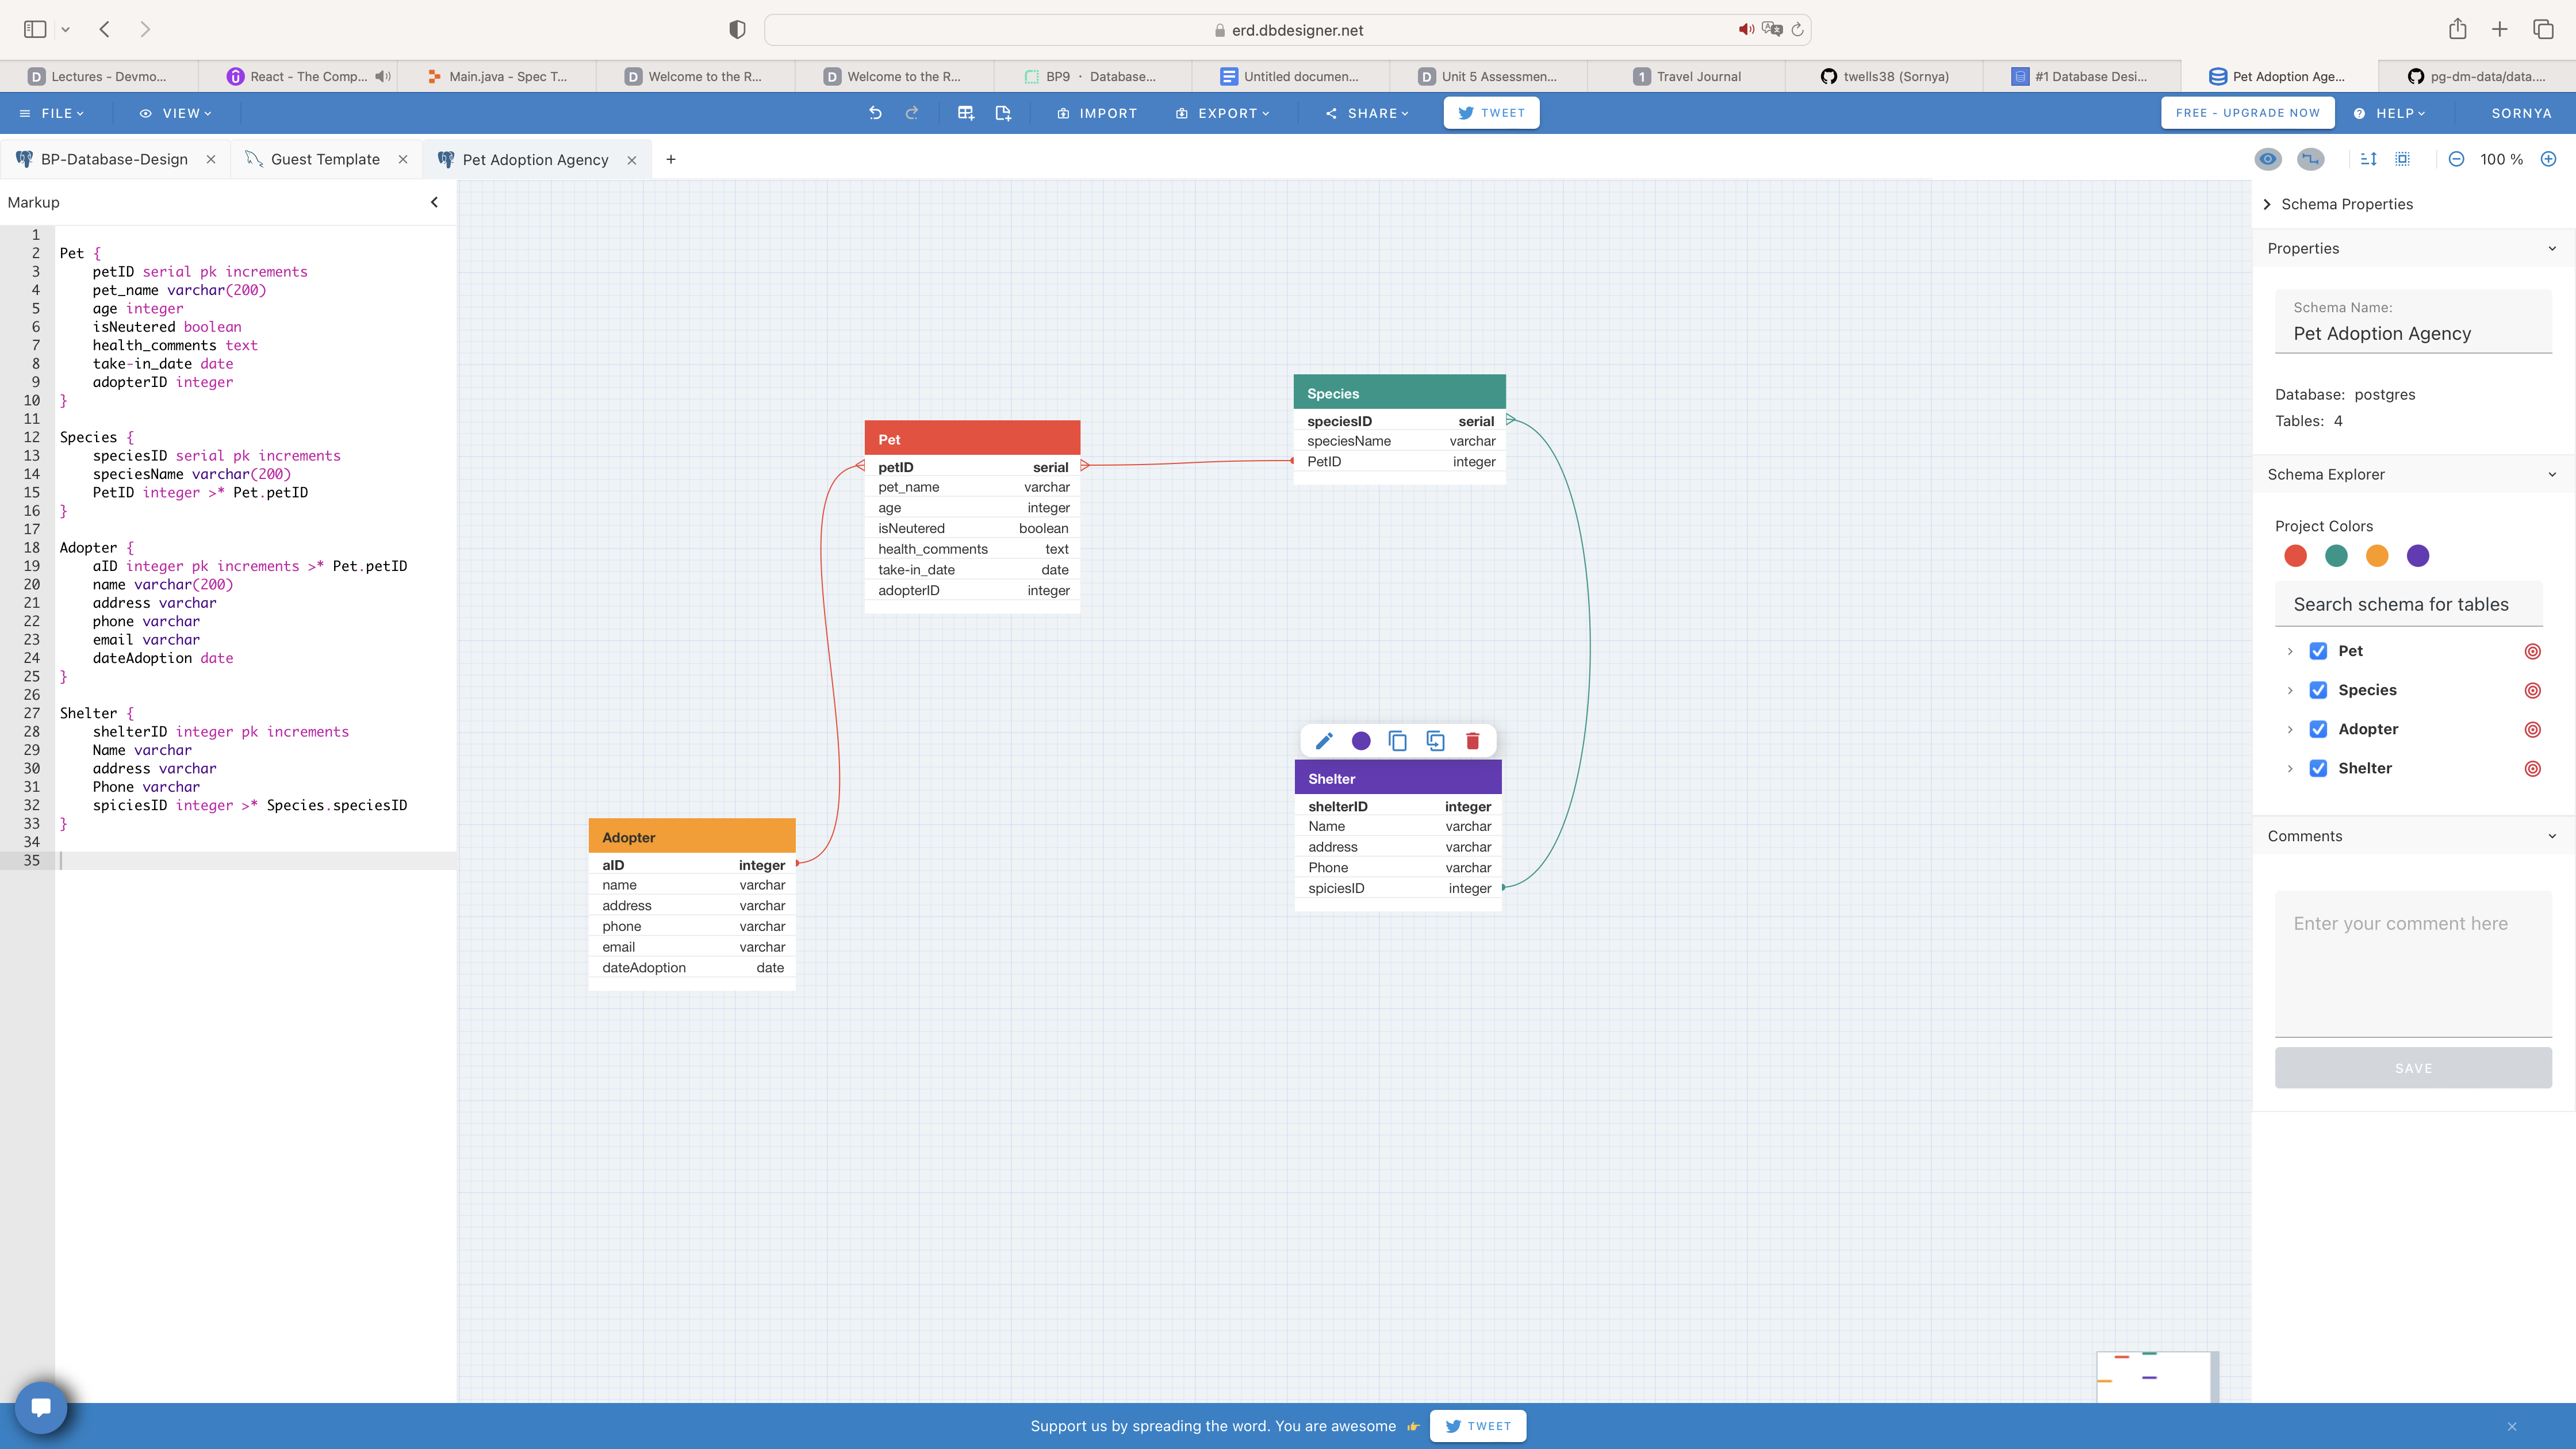 erd.dbdesigner.net
Lectures - Devmo...
React - The Comp...
Main.java - Spec T...
Welcome to the R...
Welcome to the R...
BP9 · Database...
Untitled documen...
Unit 5 Assessmen...
Travel Journal
twells38 (Sornya)
#1 Database Desi...
Pet Adoption Age...
pg-dm-data/data....
FILE
VIEW
IMPORT
EXPORT
SHARE
TWEET
FREE - UPGRADE NOW
HELP
SORNYA
BP-Database-Design
Guest Template
Pet Adoption Agency
100 %
Markup
1
2 Pet {
3 petID serial pk increments
4 pet_name varchar(200)
5 age integer
6 isNeutered boolean
7 health_comments text
8 take-in_date date
9 adopterID integer
10 }
11
12 Species {
13 speciesID serial pk increments
14 speciesName varchar(200)
15 PetID integer >* Pet.petID
16 }
17
18 Adopter {
19 aID integer pk increments >* Pet.petID
20 name varchar(200)
21 address varchar
22 phone varchar
23 email varchar
24 dateAdoption date
25 }
26
27 Shelter {
28 shelterID integer pk increments
29 Name varchar
30 address varchar
31 Phone varchar
32 spiciesID integer >* Species.speciesID
33 }
34
35
Pet
petID serial
pet_name varchar
age integer
isNeutered boolean
health_comments text
take-in_date date
adopterID integer
Species
speciesID serial
speciesName varchar
PetID integer
Adopter
aID integer
name varchar
address varchar
phone varchar
email varchar
dateAdoption date
Shelter
shelterID integer
Name varchar
address varchar
Phone varchar
spiciesID integer
Schema Properties
Properties
Schema Name:
Pet Adoption Agency
Database: postgres
Tables: 4
Schema Explorer
Project Colors
Search schema for tables
Pet
Species
Adopter
Shelter
Comments
Enter your comment here
SAVE
Support us by spreading the word. You are awesome
TWEET